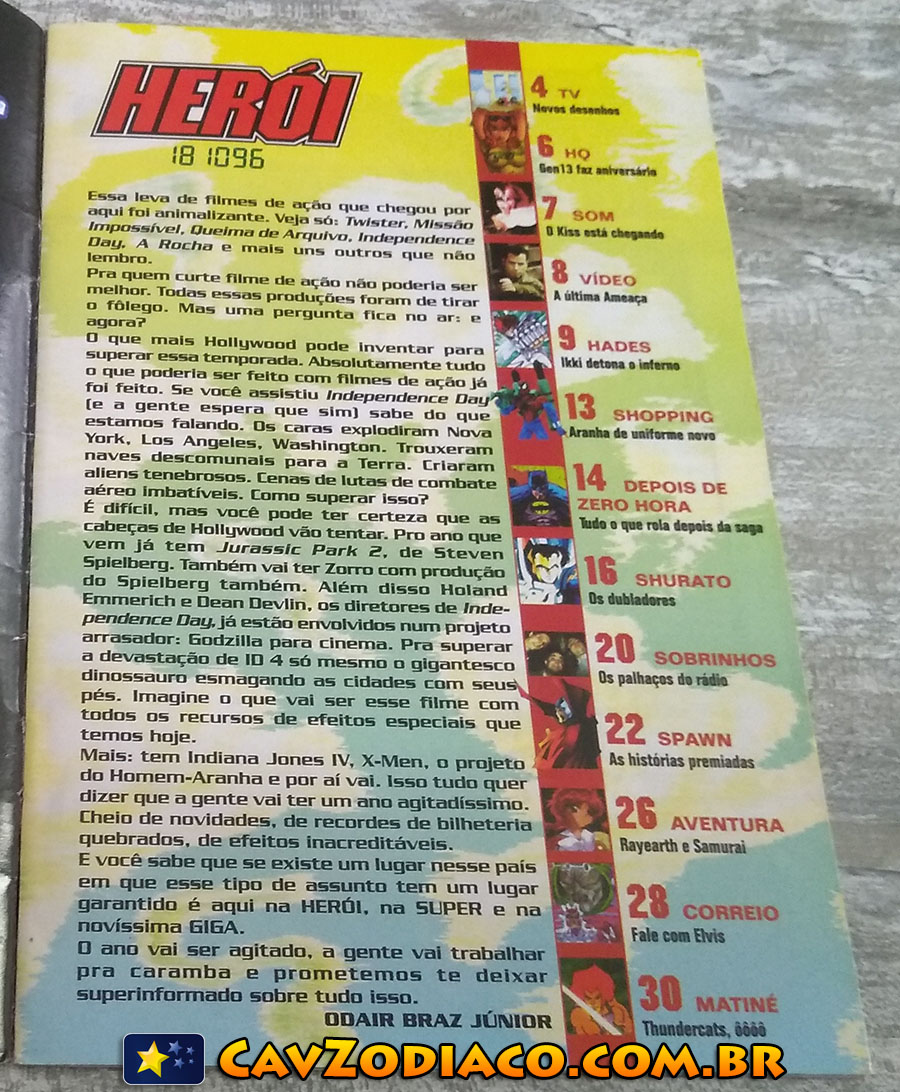 HERÓI
181096
Essa leva de filmes de ação que chegou por
aqui foi animalizante. Veja só: Twister, Missão
Impossível, Queima de Arquivo, Independence
Day, A Rocha e mais uns outros que não
lembro.
Pra quem curte filme de ação não poderia ser
melhor. Todas essas produções foram de tirar
o fôlego. Mas uma pergunta fica no ar: e
agora?
O que mais Hollywood pode inventar para
superar essa temporada. Absolutamente tudo
o que poderia ser feito com filmes de ação já
foi feito. Se você assistiu Independence Day
(e a gente espera que sim) sabe do que
estamos falando. Os caras explodiram Nova
York, Los Angeles, Washington. Trouxeram
naves descomunais para a Terra. Criaram
aliens tenebrosos. Cenas de lutas de combate
aéreo imbatíveis. Como superar isso?
É difícil, mas você pode ter certeza que as
cabeças de Hollywood vão tentar. Pro ano que
vem já tem Jurassic Park 2, de Steven
Spielberg. Também vai ter Zorro com produção
do Spielberg também. Além disso Holand
Emmerich e Dean Devlin, os diretores de Inde-
pendence Day, já estão envolvidos num projeto
arrasador: Godzilla para cinema. Pra superar
a devastação de ID 4 só mesmo o gigantesco
dinossauro esmagando as cidades com seus
pés. Imagine o que vai ser esse filme com
todos os recursos de efeitos especiais que
temos hoje.
Mais: tem Indiana Jones IV, X-Men, o projeto
do Homem-Aranha e por aí vai. Isso tudo quer
dizer que a gente vai ter um ano agitadíssimo.
Cheio de novidades, de recordes de bilheteria
quebrados, de efeitos inacreditáveis.
E você sabe que se existe um lugar nesse país
em que esse tipo de assunto tem um lugar
garantido é aqui na HERÓI, na SUPER e na
novíssima GIGA.
O ano vai ser agitado, a gente vai trabalhar
pra caramba e prometemos te deixar
superinformado sobre tudo isso.
ODAIR BRAZ JÚNIOR
4 TV
Novos desenhos
6 HQ
Gen13 faz aniversário
7 SOM
O Kiss está chegando
8 VÍDEO
A última Ameaça
9 HADES
Ikki detona o inferno
13 SHOPPING
Aranha de uniforme novo
14 DEPOIS DE
ZERO HORA
Tudo o que rola depois da saga
16 SHURATO
Os dubladores
20 SOBRINHOS
Os palhaços do rádio
22 SPAWN
As histórias premiadas
26 AVENTURA
Rayearth e Samurai
28 CORREIO
Fale com Elvis
30 MATINÉ
Thundercats, ôôôô
CAVZODIACO.COM.BR